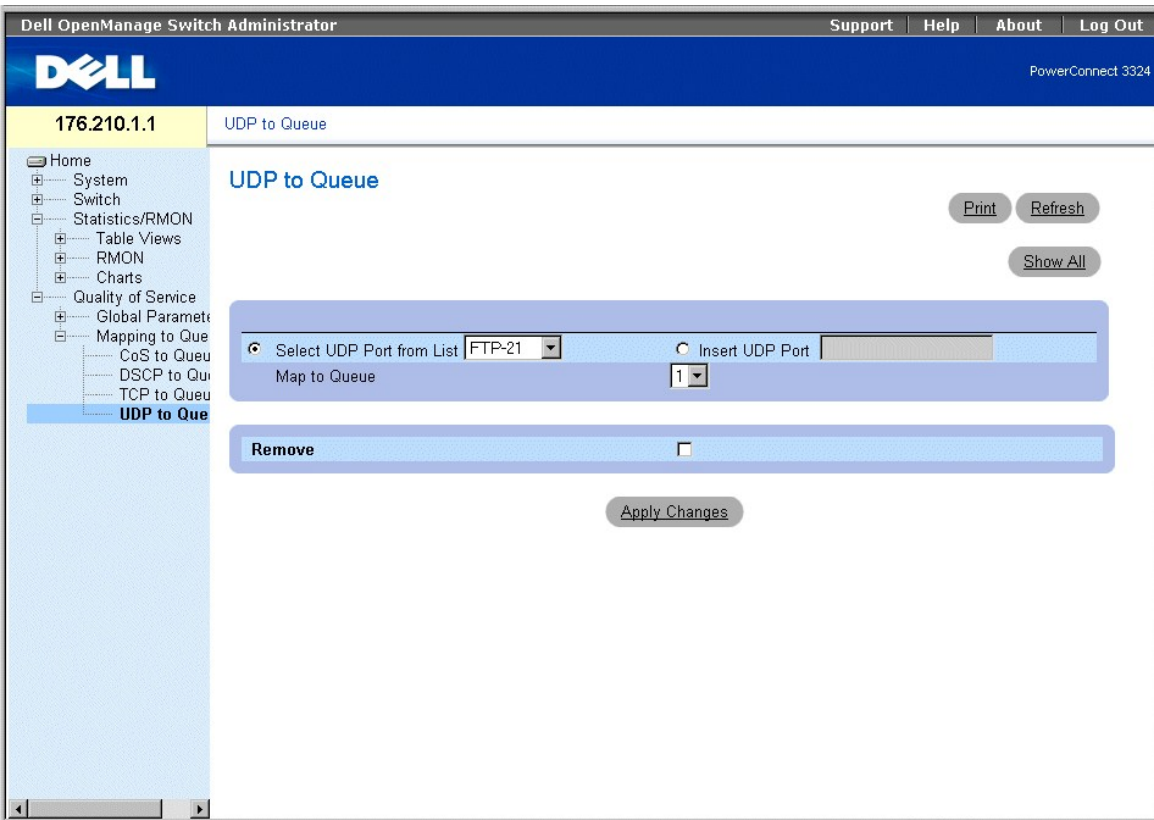 Dell OpenManage Switch Administrator Support Help About Log Out
DELL
PowerConnect 3324
176.210.1.1 UDP to Queue
Home
System
Switch
Statistics/RMON
Table Views
RMON
Charts
Quality of Service
Global Paramete
Mapping to Que
CoS to Queu
DSCP to Qu
TCP to Queu
UDP to Que
UDP to Queue
Print Refresh
Show All
Select UDP Port from List FTP-21 Insert UDP Port
Map to Queue 1
Remove
Apply Changes